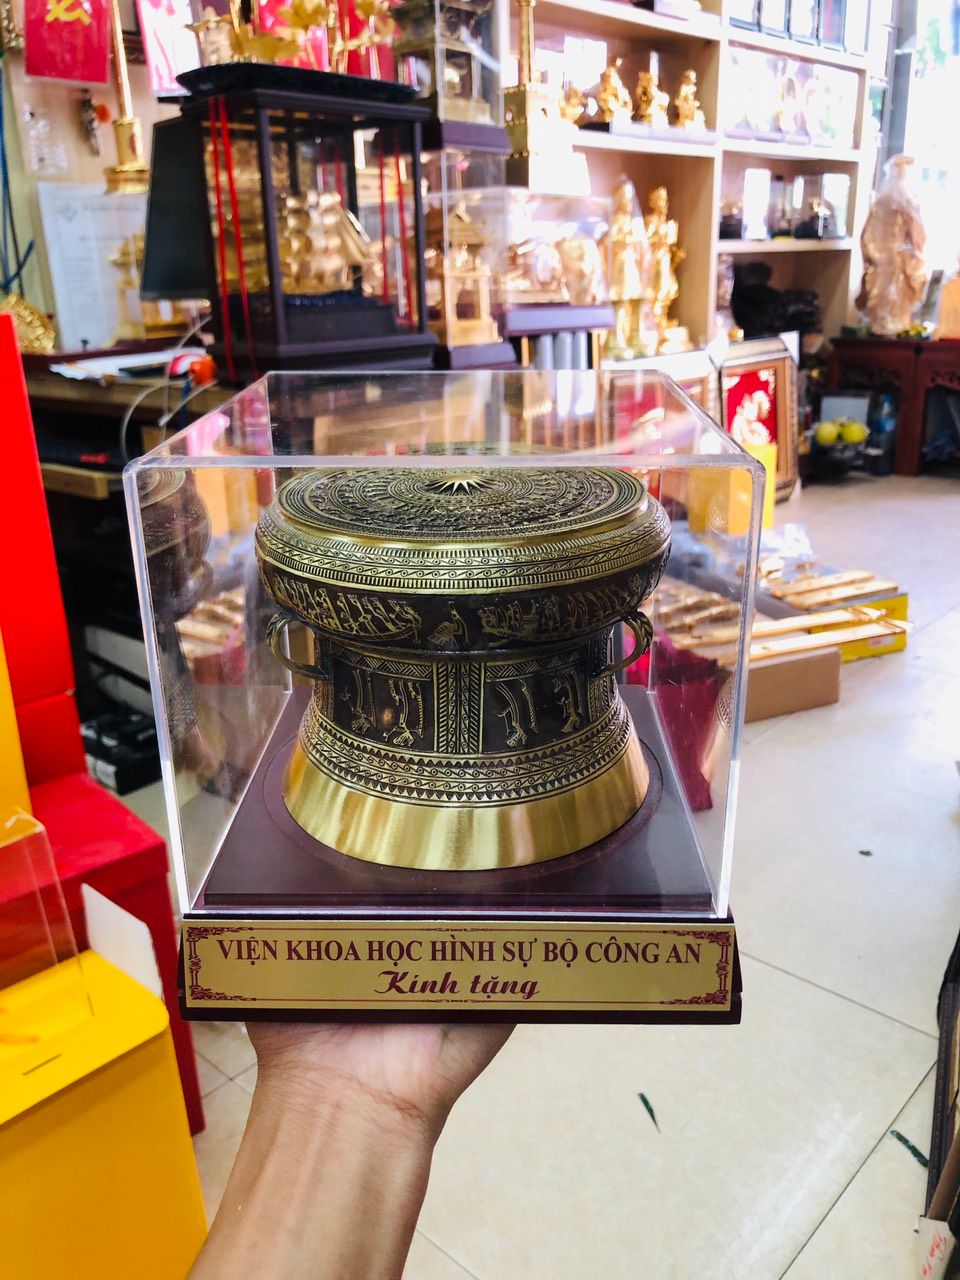 VIỆN KHOA HỌC HÌNH SỰ BỘ CÔNG AN
Kính tặng